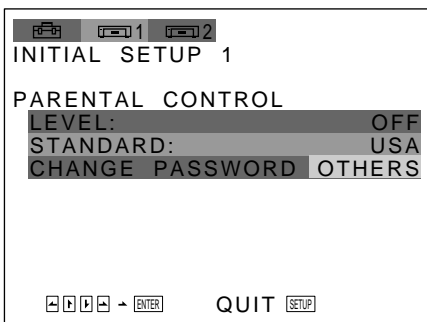 1 2
INITIAL SETUP 1
PARENTAL CONTROL
LEVEL: OFF
STANDARD: USA
CHANGE PASSWORD OTHERS
ENTER QUIT SETUP